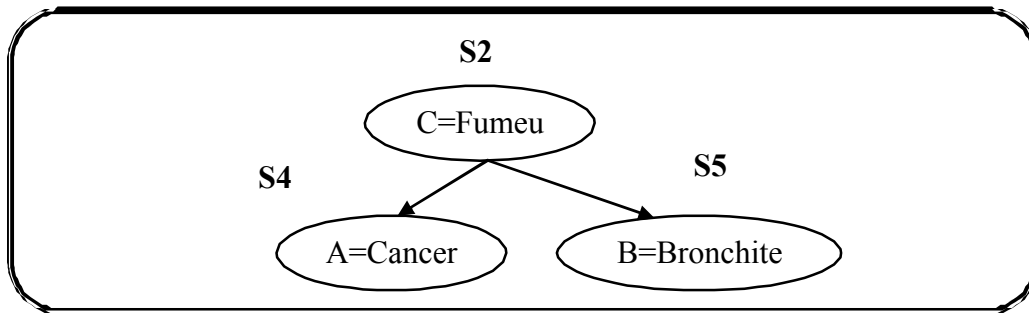 S2
C=Fumeu
S4
S5
A=Cancer
B=Bronchite